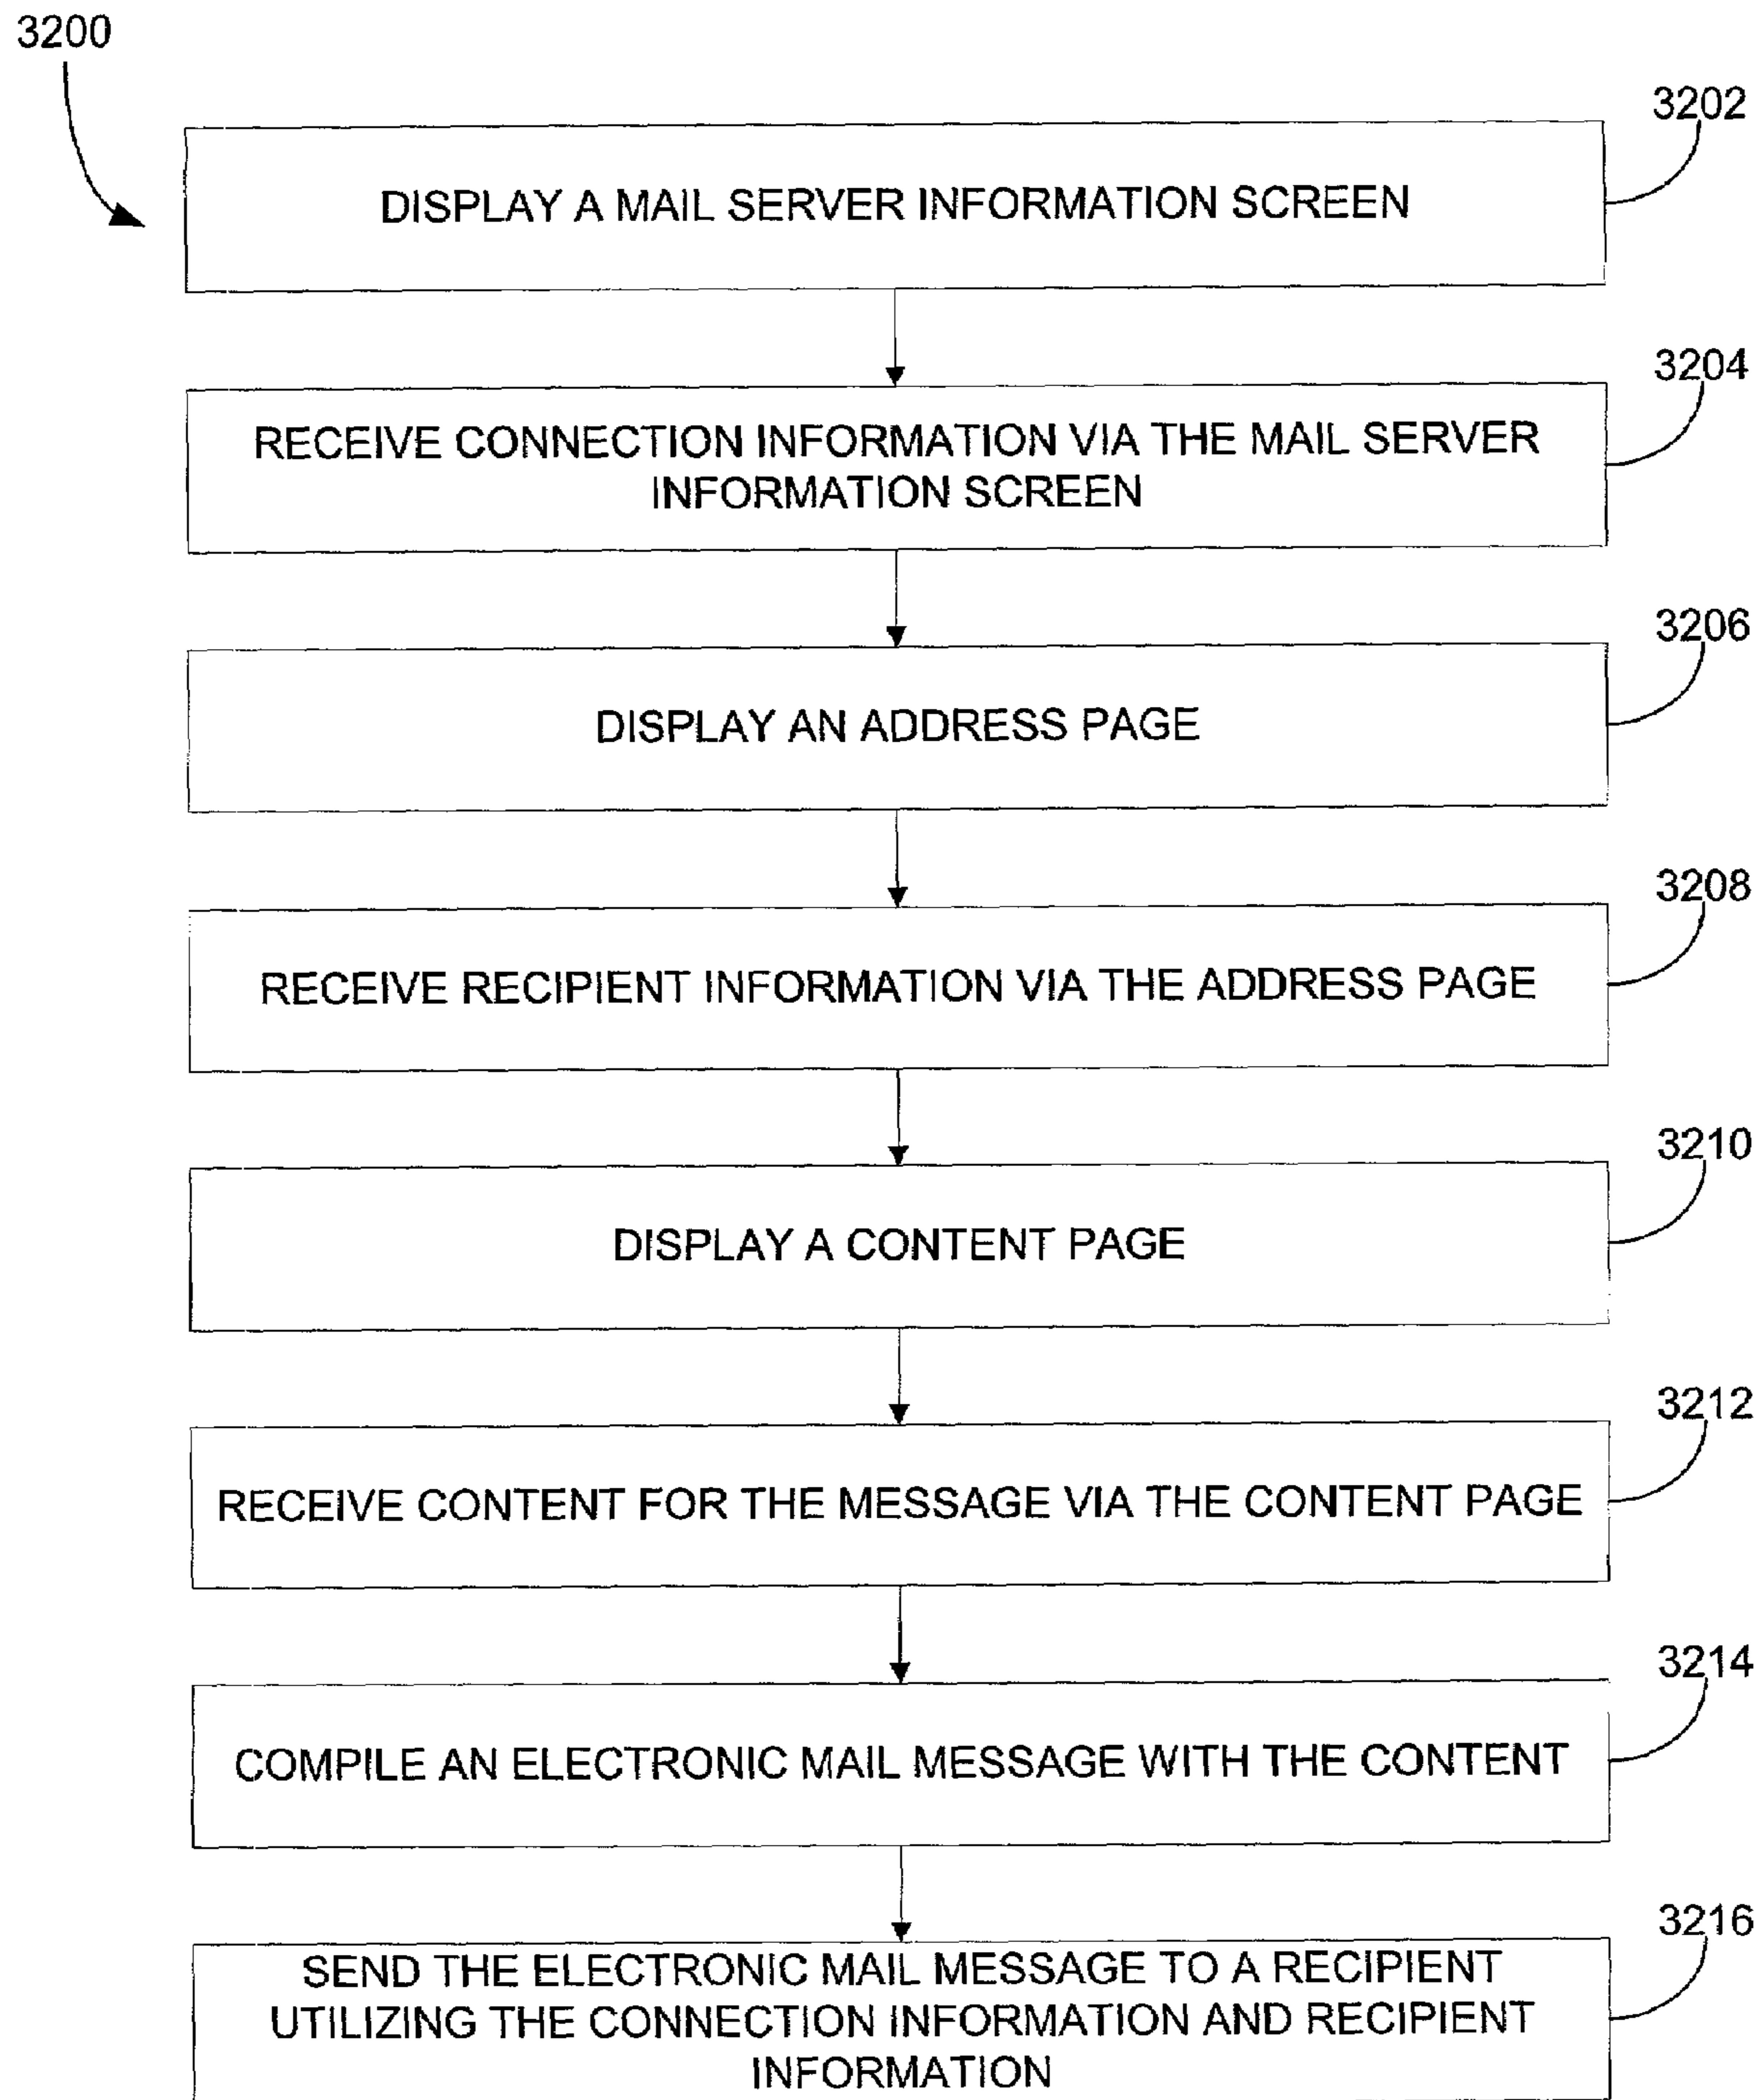 3200
3202
DISPLAY A MAIL SERVER INFORMATION SCREEN
3204
RECEIVE CONNECTION INFORMATION VIA THE MAIL SERVER
INFORMATION SCREEN
3206
DISPLAY AN ADDRESS PAGE
3208
RECEIVE RECIPIENT INFORMATION VIA THE ADDRESS PAGE
3210
DISPLAY A CONTENT PAGE
3212
RECEIVE CONTENT FOR THE MESSAGE VIA THE CONTENT PAGE
3214
COMPILE AN ELECTRONIC MAIL MESSAGE WITH THE CONTENT
3216
SEND THE ELECTRONIC MAIL MESSAGE TO A RECIPIENT
UTILIZING THE CONNECTION INFORMATION AND RECIPIENT
INFORMATION